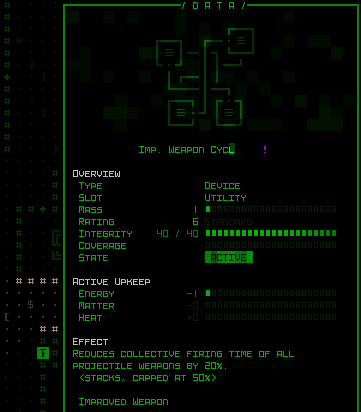 / D A T A /
Imp. Weapon Cycl !
Overview
Type Device
Slot Utility
Mass 1
Rating 6 Standard
Integrity 40 / 40
Coverage
State ACTIVE
Active Upkeep
Energy -1
Matter -0
Heat +0
Effect
Reduces collective firing time of all
projectile weapons by 20%.
<stacks, capped at 50%>
Improved Weapon